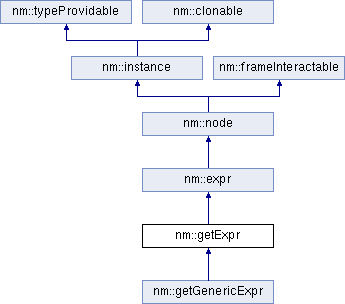 nm::typeProvidable nm::clonable
nm::instance nm::frameInteractable
nm::node
nm::expr
nm::getExpr
nm::getGenericExpr